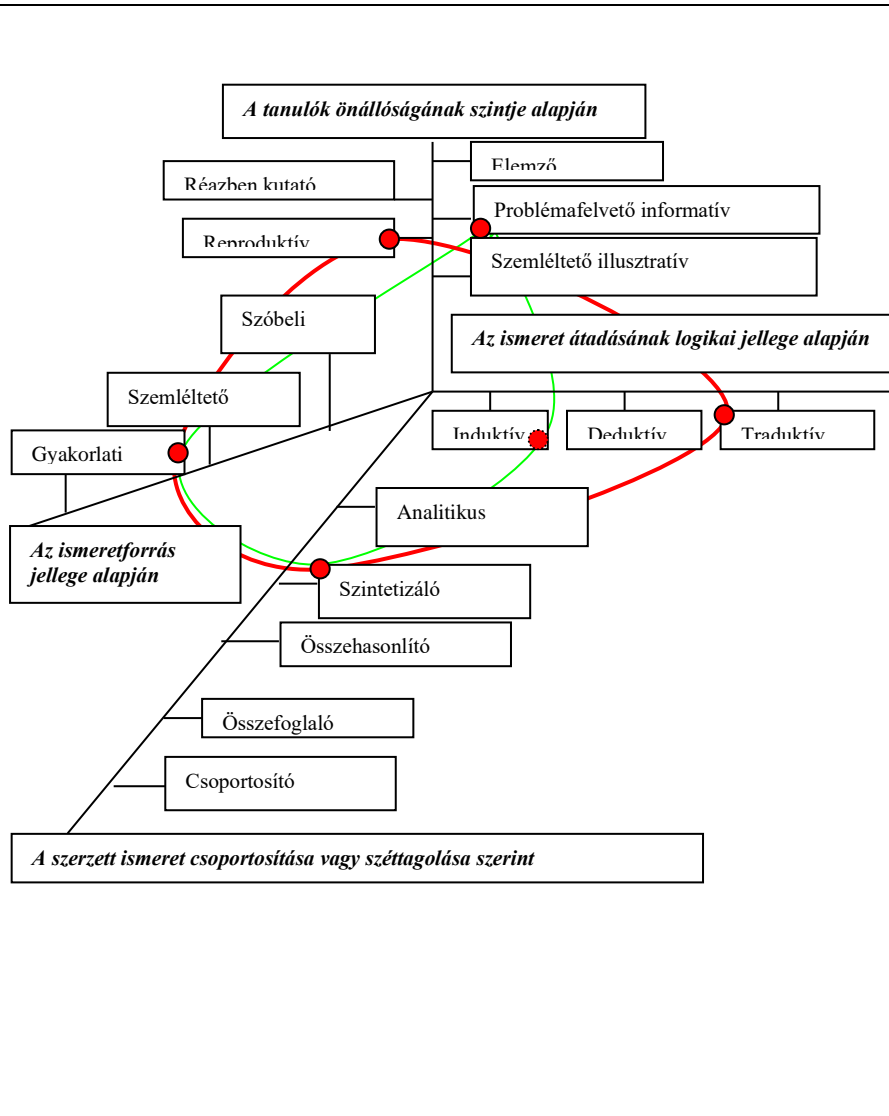 A tanulók önállóságának szintje alapján
Elemző
Réazben kutató
Problémafelvető informatív
Reproduktív
Szemléltető illusztratív
Szóbeli
Az ismeret átadásának logikai jellege alapján
Szemléltető
Induktív
Deduktív
Traduktív
Gyakorlati
Analitikus
Az ismeretforrás
jellege alapján
Szintetizáló
Összehasonlító
Összefoglaló
Csoportosító
A szerzett ismeret csoportosítása vagy széttagolása szerint